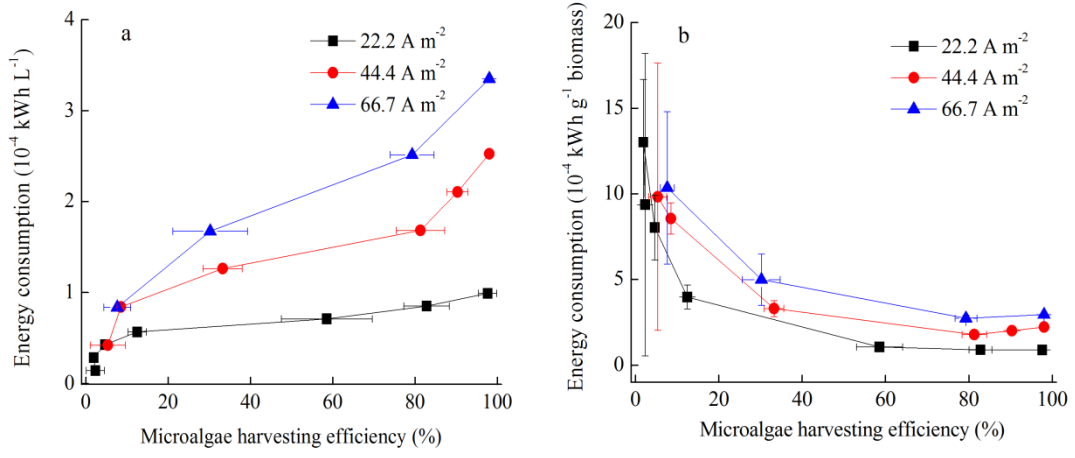 a
22.2 A m⁻²
44.4 A m⁻²
66.7 A m⁻²
Energy consumption (10⁻⁴ kWh L⁻¹)
4
3
2
1
0
0 20 40 60 80 100
Microalgae harvesting efficiency (%)
b
22.2 A m⁻²
44.4 A m⁻²
66.7 A m⁻²
Energy consumption (10⁻⁴ kWh g⁻¹ biomass)
20
15
10
5
0
0 20 40 60 80 100
Microalgae harvesting efficiency (%)